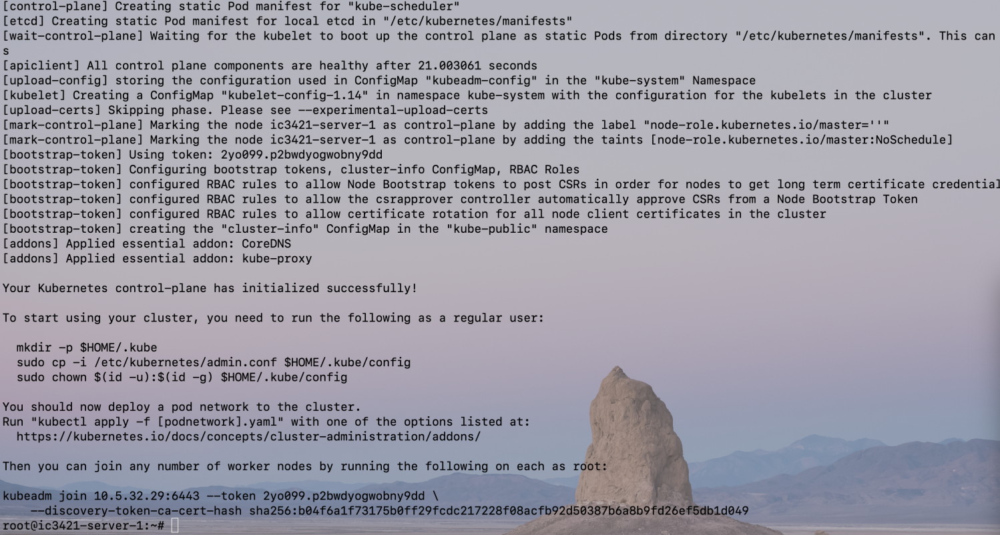 [control-plane] Creating static Pod manifest for "kube-scheduler"
[etcd] Creating static Pod manifest for local etcd in "/etc/kubernetes/manifests"
[wait-control-plane] Waiting for the kubelet to boot up the control plane as static Pods from directory "/etc/kubernetes/manifests". This can
s
[apiclient] All control plane components are healthy after 21.003061 seconds
[upload-config] storing the configuration used in ConfigMap "kubeadm-config" in the "kube-system" Namespace
[kubelet] Creating a ConfigMap "kubelet-config-1.14" in namespace kube-system with the configuration for the kubelets in the cluster
[upload-certs] Skipping phase. Please see --experimental-upload-certs
[mark-control-plane] Marking the node ic3421-server-1 as control-plane by adding the label "node-role.kubernetes.io/master=''"
[mark-control-plane] Marking the node ic3421-server-1 as control-plane by adding the taints [node-role.kubernetes.io/master:NoSchedule]
[bootstrap-token] Using token: 2yo099.p2bwdyogwobny9dd
[bootstrap-token] Configuring bootstrap tokens, cluster-info ConfigMap, RBAC Roles
[bootstrap-token] configured RBAC rules to allow Node Bootstrap tokens to post CSRs in order for nodes to get long term certificate credential
[bootstrap-token] configured RBAC rules to allow the csrapprover controller automatically approve CSRs from a Node Bootstrap Token
[bootstrap-token] configured RBAC rules to allow certificate rotation for all node client certificates in the cluster
[bootstrap-token] creating the "cluster-info" ConfigMap in the "kube-public" namespace
[addons] Applied essential addon: CoreDNS
[addons] Applied essential addon: kube-proxy

Your Kubernetes control-plane has initialized successfully!

To start using your cluster, you need to run the following as a regular user:

  mkdir -p $HOME/.kube
  sudo cp -i /etc/kubernetes/admin.conf $HOME/.kube/config
  sudo chown $(id -u):$(id -g) $HOME/.kube/config

You should now deploy a pod network to the cluster.
Run "kubectl apply -f [podnetwork].yaml" with one of the options listed at:
  https://kubernetes.io/docs/concepts/cluster-administration/addons/

Then you can join any number of worker nodes by running the following on each as root:

kubeadm join 10.5.32.29:6443 --token 2yo099.p2bwdyogwobny9dd \
    --discovery-token-ca-cert-hash sha256:b04f6a1f73175b0ff29fcdc217228f08acfb92d50387b6a8b9fd26ef5db1d049
root@ic3421-server-1:~#